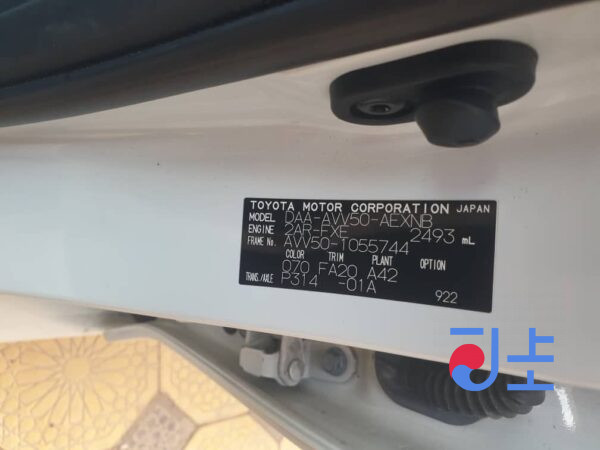 TOYOTA MOTOR CORPORATION JAPAN
MODEL DAA-AVV50-AEXNB
ENGINE 2AR-FXE 2493 mL
FRAME No. AVV50-1055744
COLOR TRIM PLANT OPTION
070 FA20 A42
TRANS./AXLE P314 -01A
922